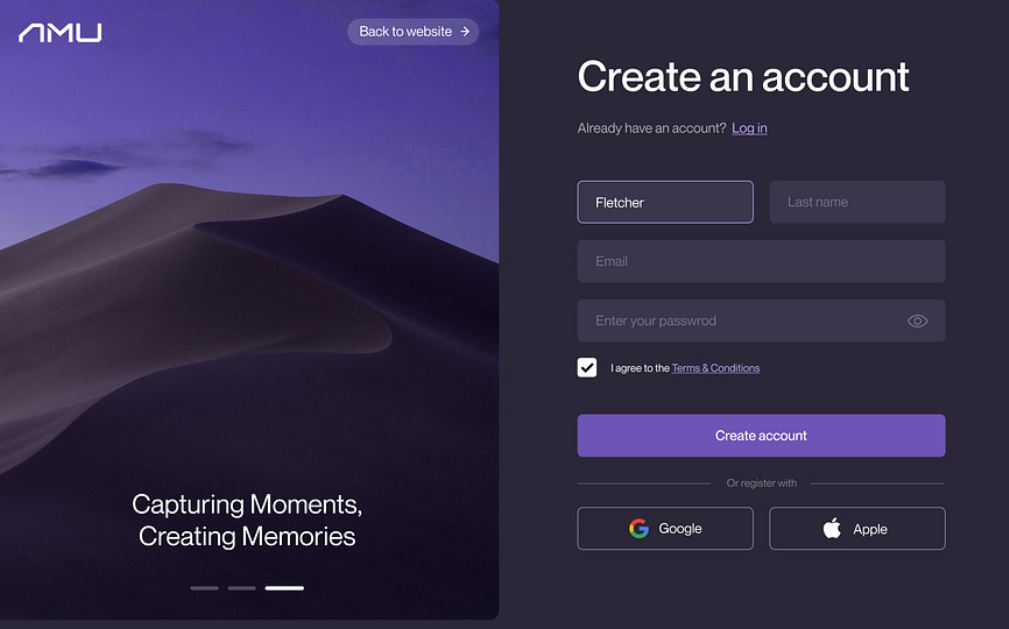 AMU
Back to website
Capturing Moments,
Creating Memories
Create an account
Already have an account? Log in
Fletcher
Last name
Email
Enter your passwrod
I agree to the Terms & Conditions
Create account
Or register with
Google
Apple